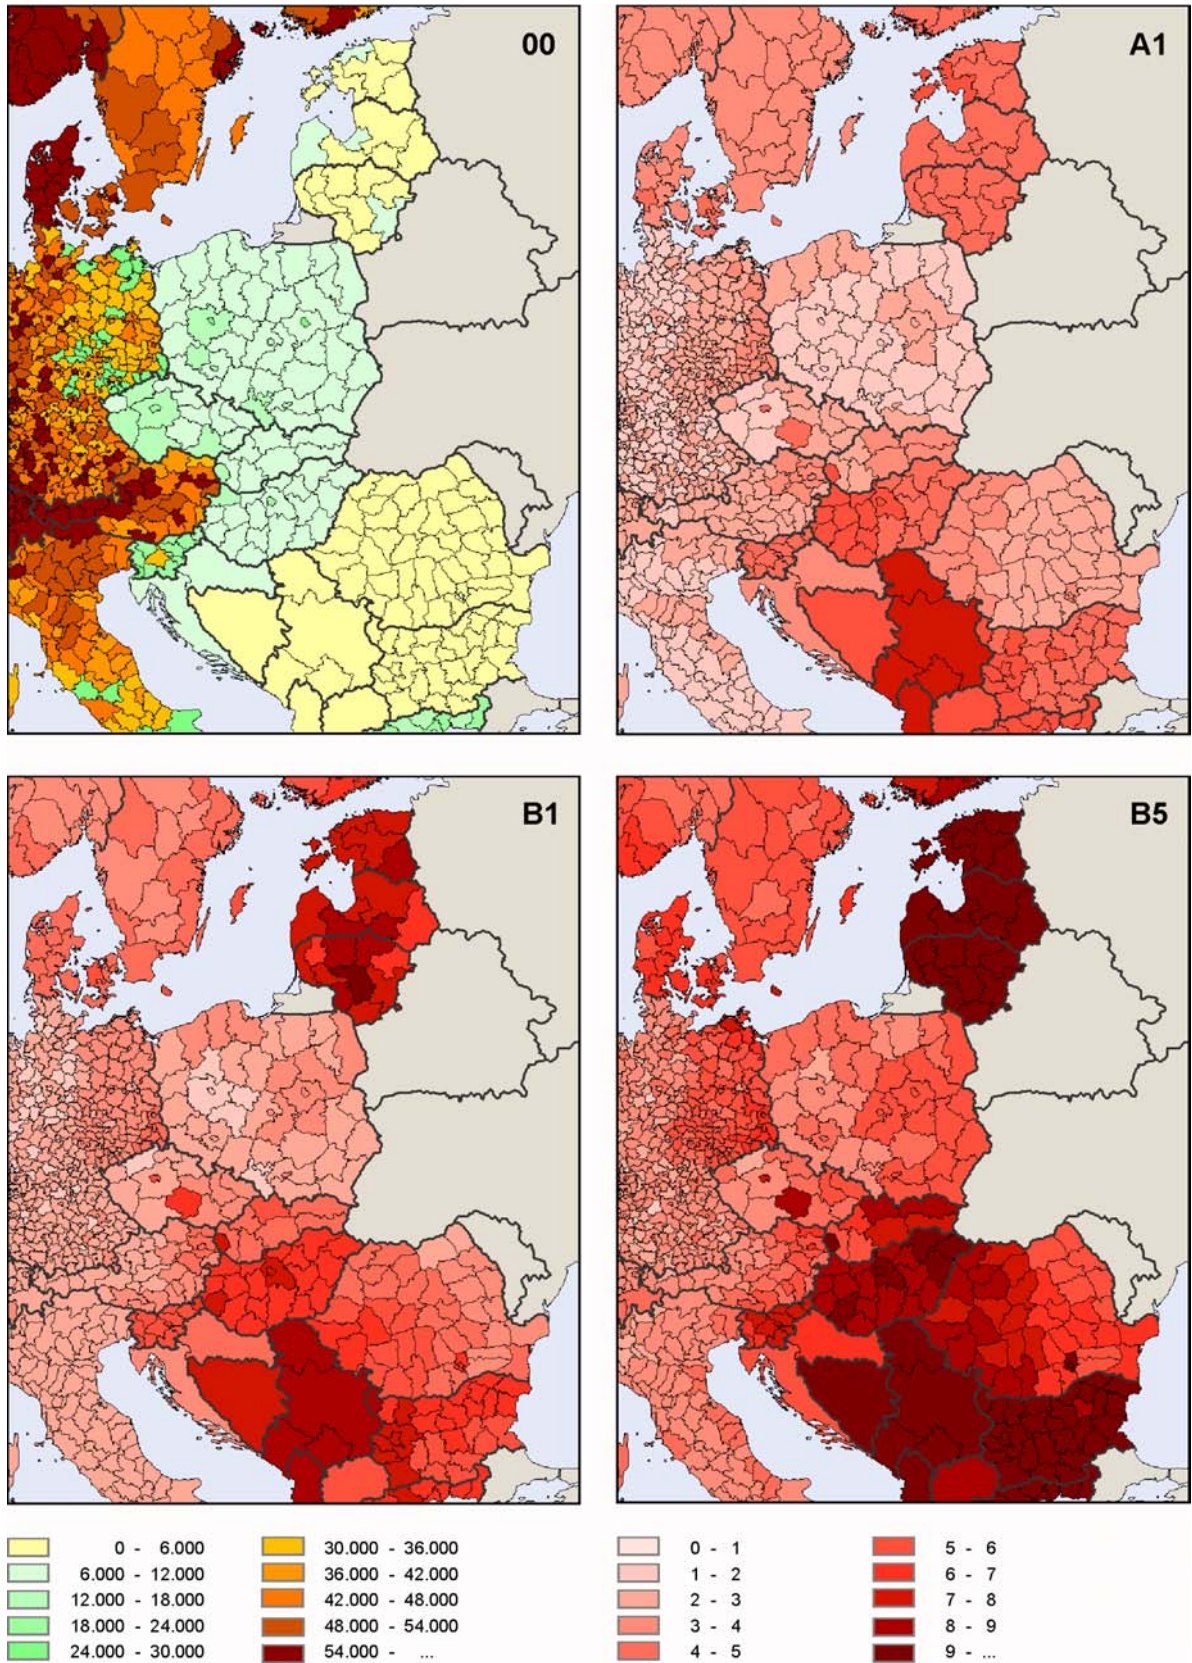 00
A1
B1
B5
0 - 6.000
6.000 - 12.000
12.000 - 18.000
18.000 - 24.000
24.000 - 30.000
30.000 - 36.000
36.000 - 42.000
42.000 - 48.000
48.000 - 54.000
54.000 - ...
0 - 1
1 - 2
2 - 3
3 - 4
4 - 5
5 - 6
6 - 7
7 - 8
8 - 9
9 - ...